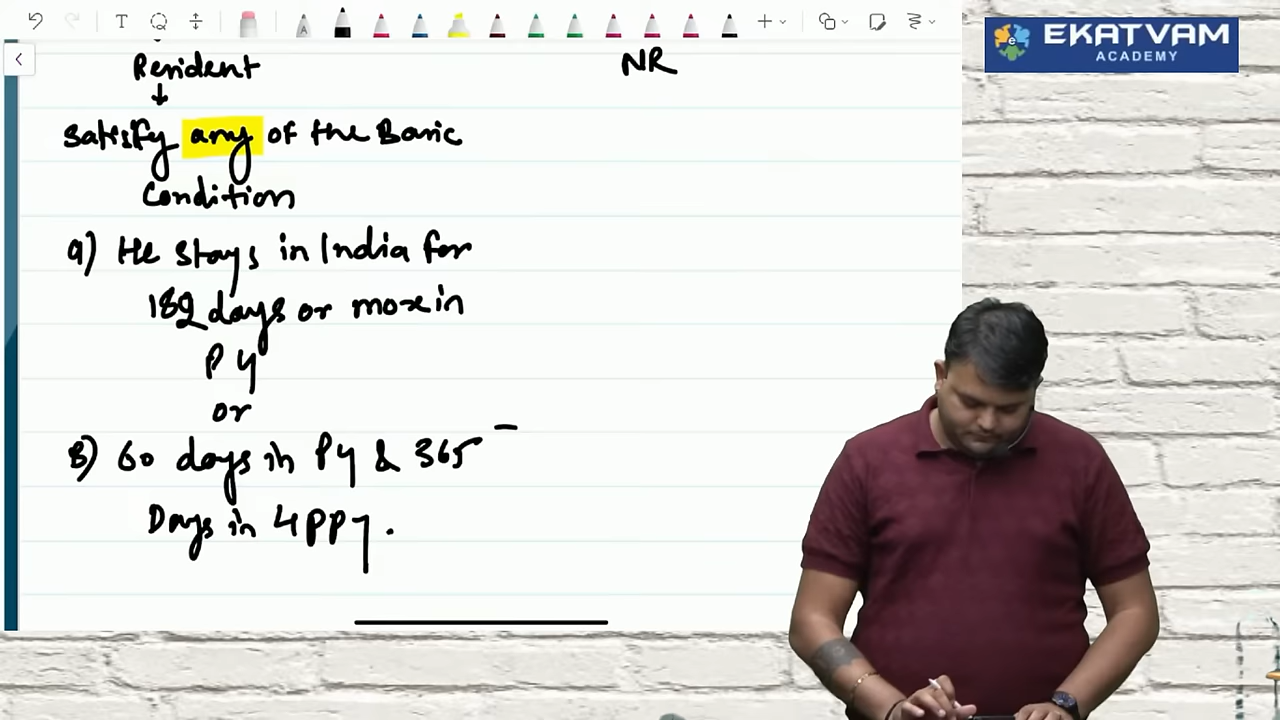 EKATVAM
ACADEMY
Resident
NR
Satisfy any of the Basic
Condition
a) He stays in India for
182 days or more in
PY
or
B) 60 days in PY & 365
Days in 4PPY.